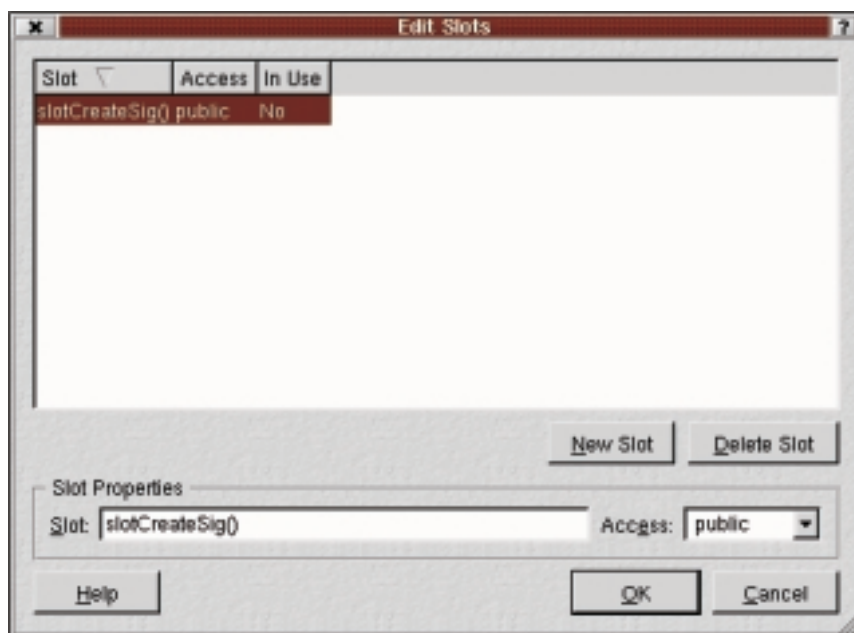 Edit Slots ?
Slot Access In Use
slotCreateSig() public No
New Slot Delete Slot
Slot Properties
Slot: slotCreateSig() Access: public
Help OK Cancel